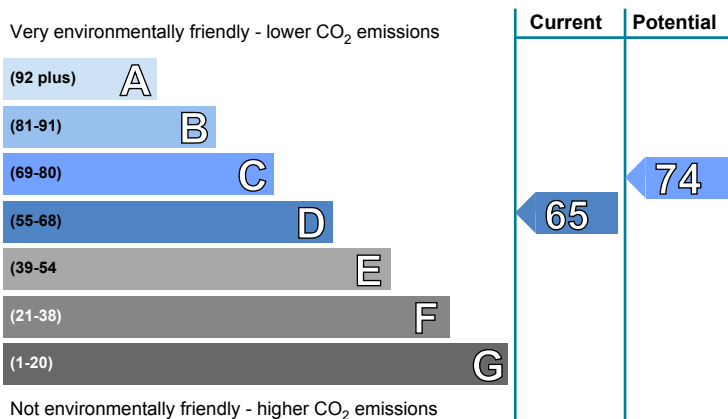 Current Potential
Very environmentally friendly - lower CO2 emissions
(92 plus) A
(81-91) B
(69-80) C
74
(55-68) D
65
(39-54 E
(21-38) F
(1-20) G
Not environmentally friendly - higher CO2 emissions